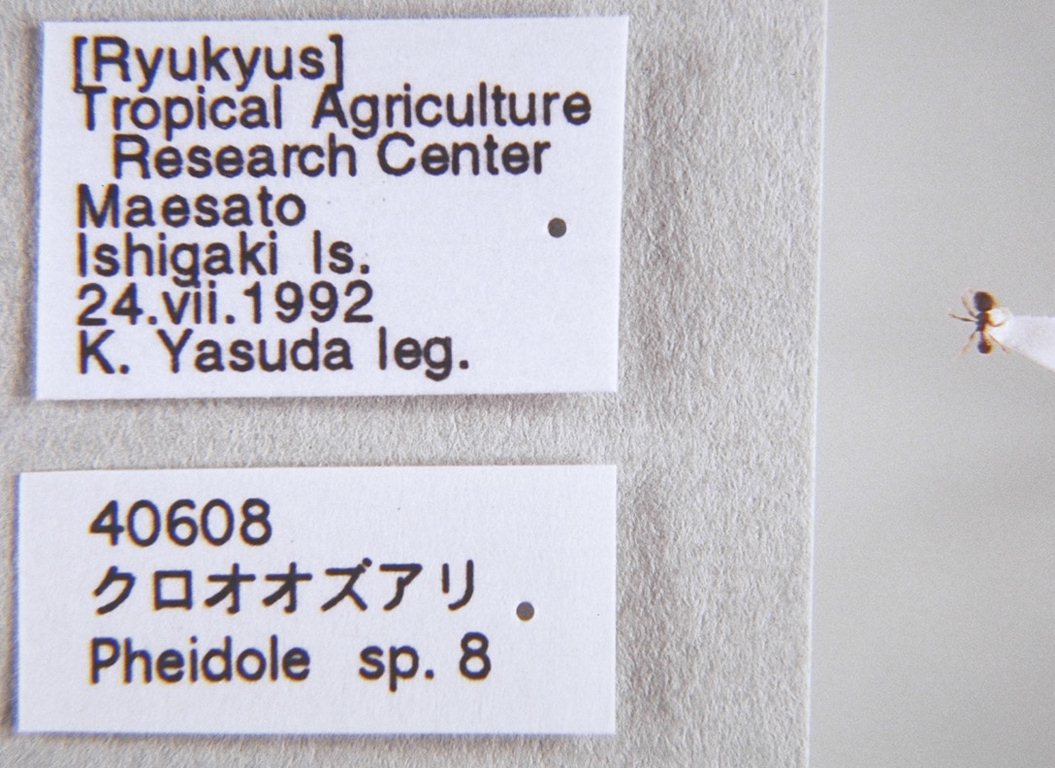 [Ryukyus]
Tropical Agriculture
Research Center
Maesato
Ishigaki Is.
24.vii.1992
K. Yasuda leg.
40608
クロオオズアリ
Pheidole sp. 8